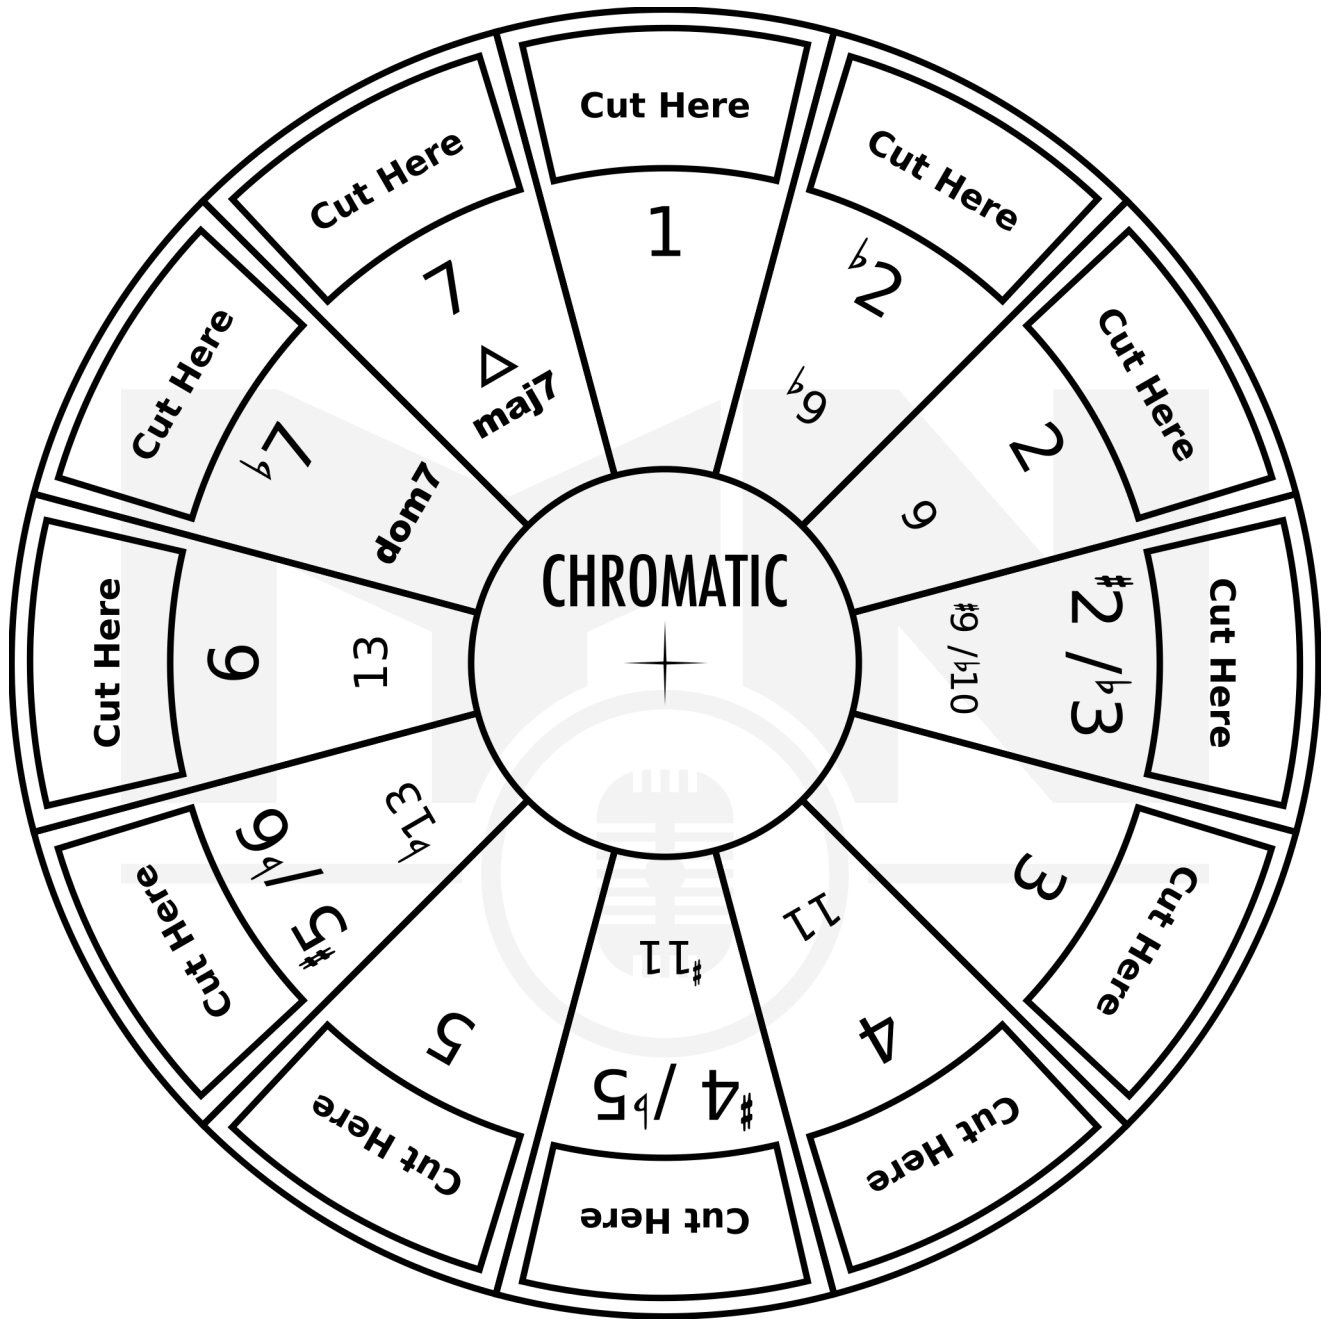 Cut Here
1
Cut Here
♭2
♭9
Cut Here
2
9
Cut Here
♯2 / ♭3
♯9 / ♭10
Cut Here
3
Cut Here
4
11
Cut Here
♯4 / ♭5
♯11
Cut Here
5
Cut Here
♯5 / ♭6
♭13
Cut Here
6
13
Cut Here
♭7
dom7
Cut Here
7
△
maj7
CHROMATIC